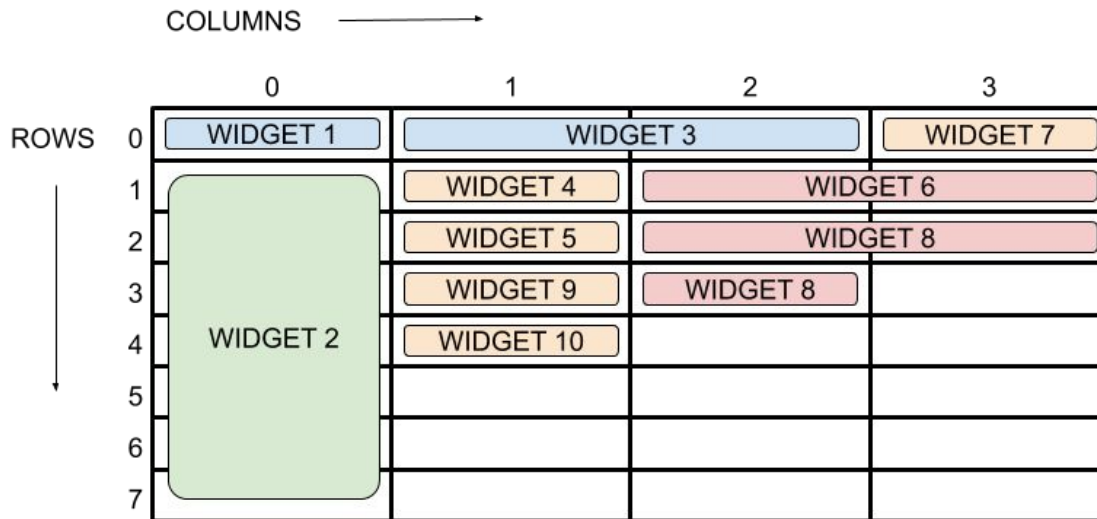 COLUMNS
0 1 2 3
ROWS 0 WIDGET 1 WIDGET 3 WIDGET 7
1 WIDGET 4 WIDGET 6
2 WIDGET 5 WIDGET 8
3 WIDGET 9 WIDGET 8
4 WIDGET 2 WIDGET 10
5
6
7